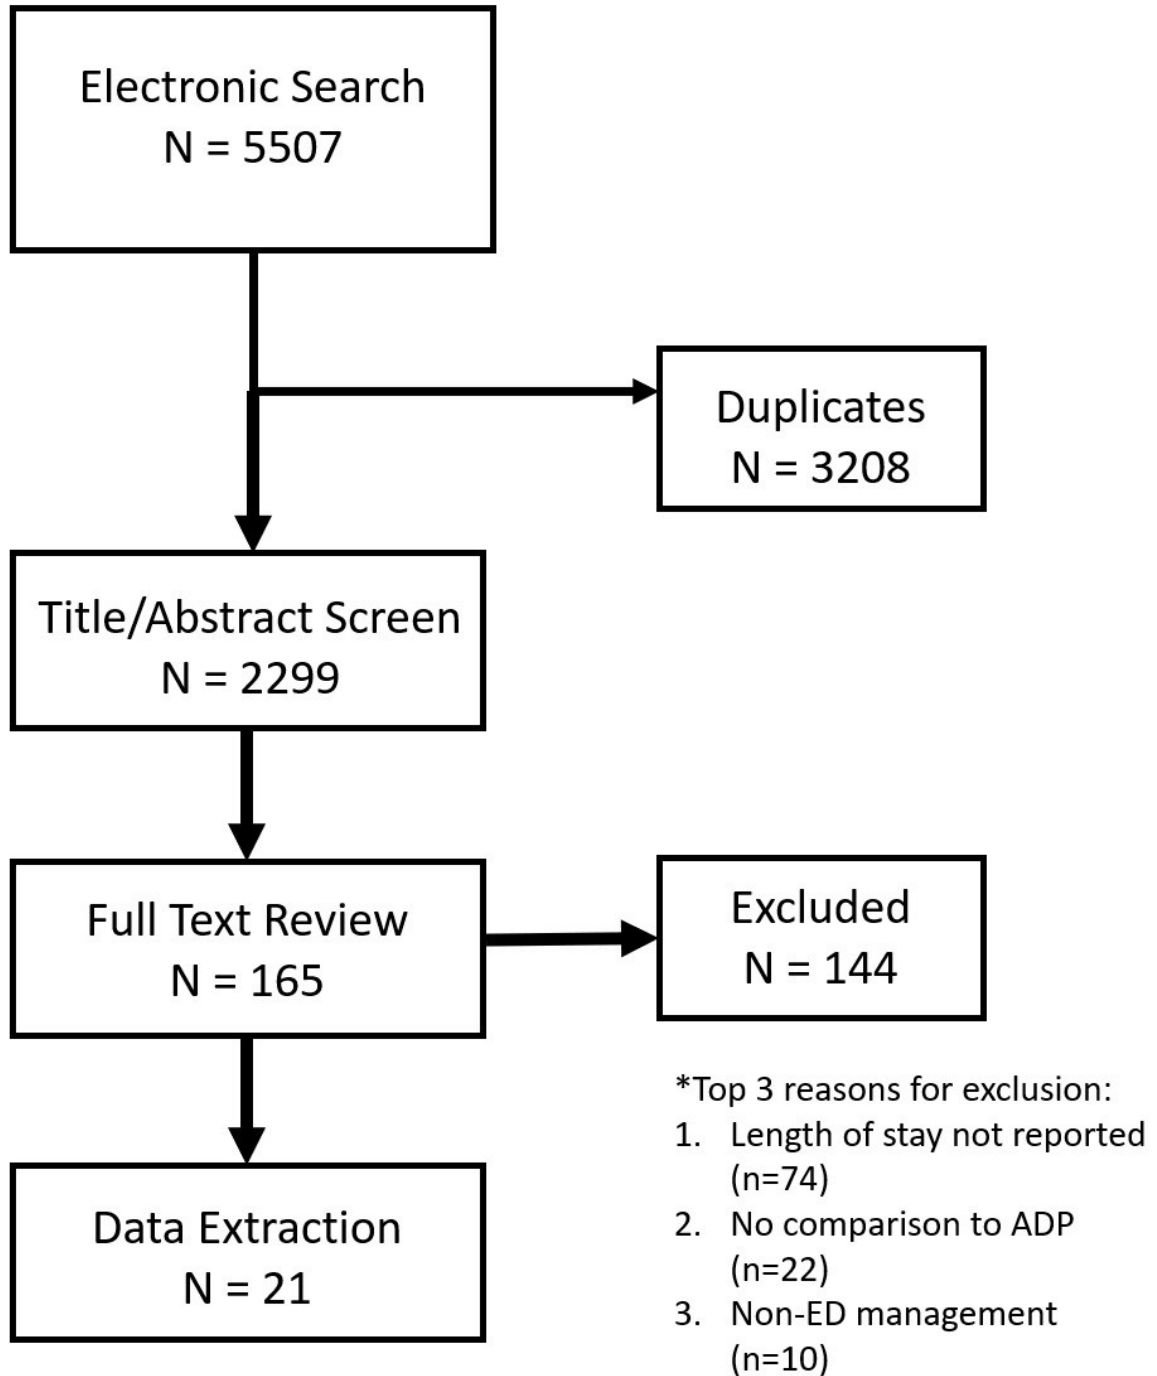 Electronic Search
N = 5507
Duplicates
N = 3208
Title/Abstract Screen
N = 2299
Full Text Review
N = 165
Excluded
N = 144
*Top 3 reasons for exclusion:
1. Length of stay not reported
(n=74)
2. No comparison to ADP
(n=22)
3. Non-ED management
(n=10)
Data Extraction
N = 21